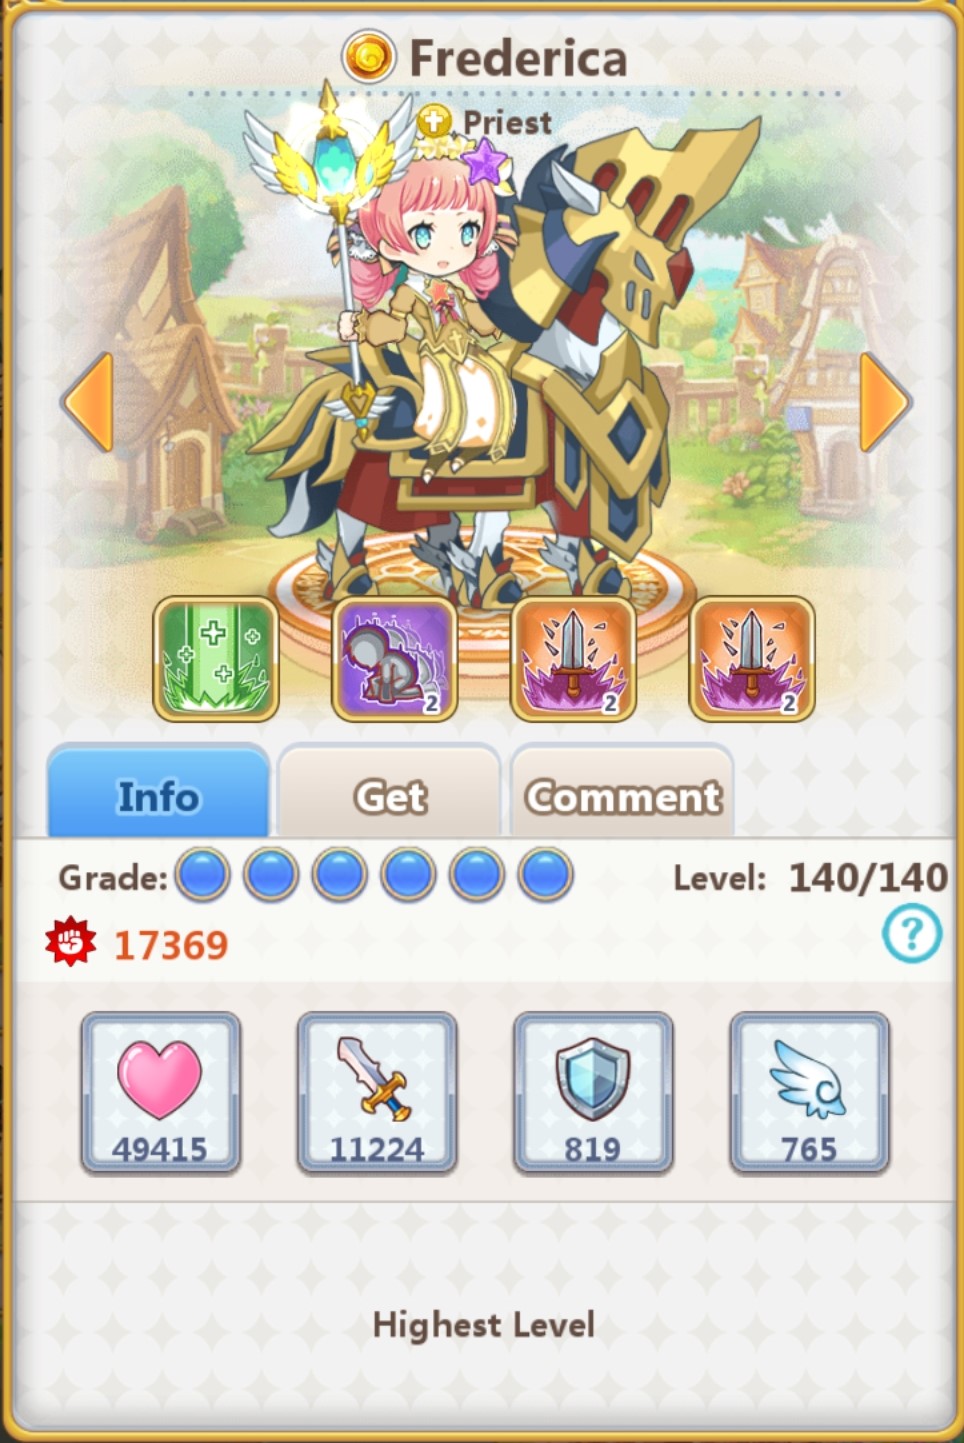 Frederica
Priest
2
2
2
Info
Get
Comment
Grade:
Level: 140/140
17369
?
49415
11224
819
765
Highest Level